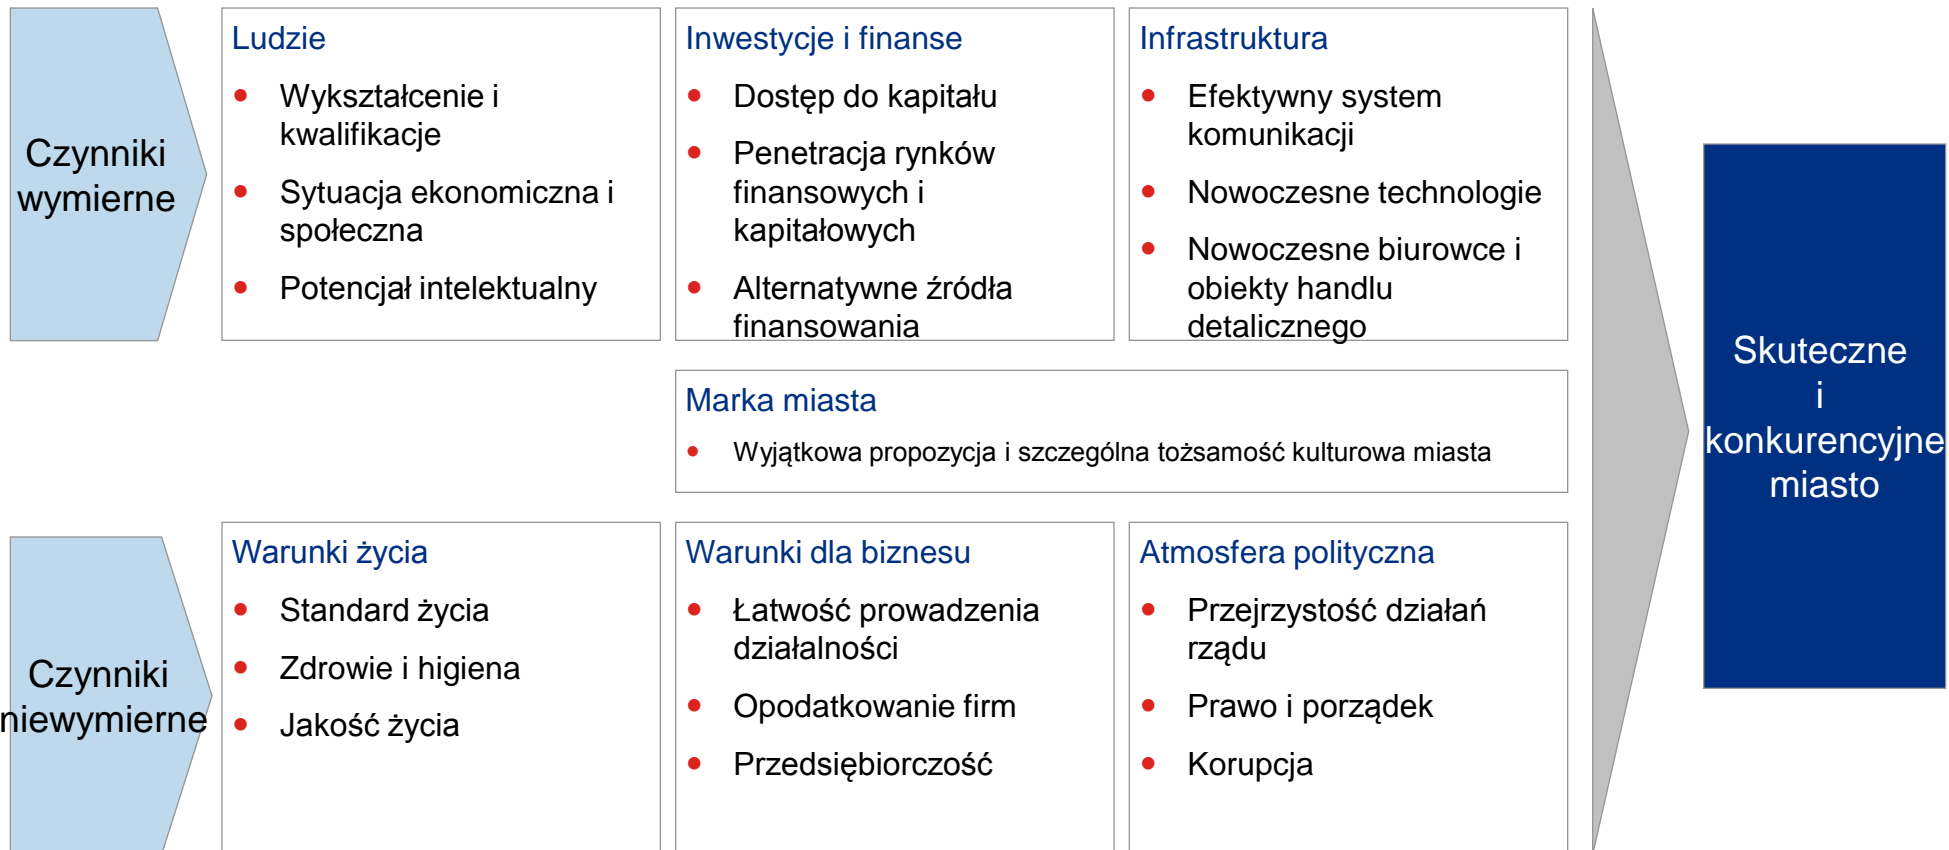 Czynniki
wymierne
Ludzie
Wykształcenie i
kwalifikacje
Sytuacja ekonomiczna i
społeczna
Potencjał intelektualny
Inwestycje i finanse
Dostęp do kapitału
Penetracja rynków
finansowych i
kapitałowych
Alternatywne źródła
finansowania
Infrastruktura
Efektywny system
komunikacji
Nowoczesne technologie
Nowoczesne biurowce i
obiekty handlu
detalicznego
Marka miasta
Wyjątkowa propozycja i szczególna tożsamość kulturowa miasta
Czynniki
niewymierne
Warunki życia
Standard życia
Zdrowie i higiena
Jakość życia
Warunki dla biznesu
Łatwość prowadzenia
działalności
Opodatkowanie firm
Przedsiębiorczość
Atmosfera polityczna
Przejrzystość działań
rządu
Prawo i porządek
Korupcja
Skuteczne
i
konkurencyjne
miasto